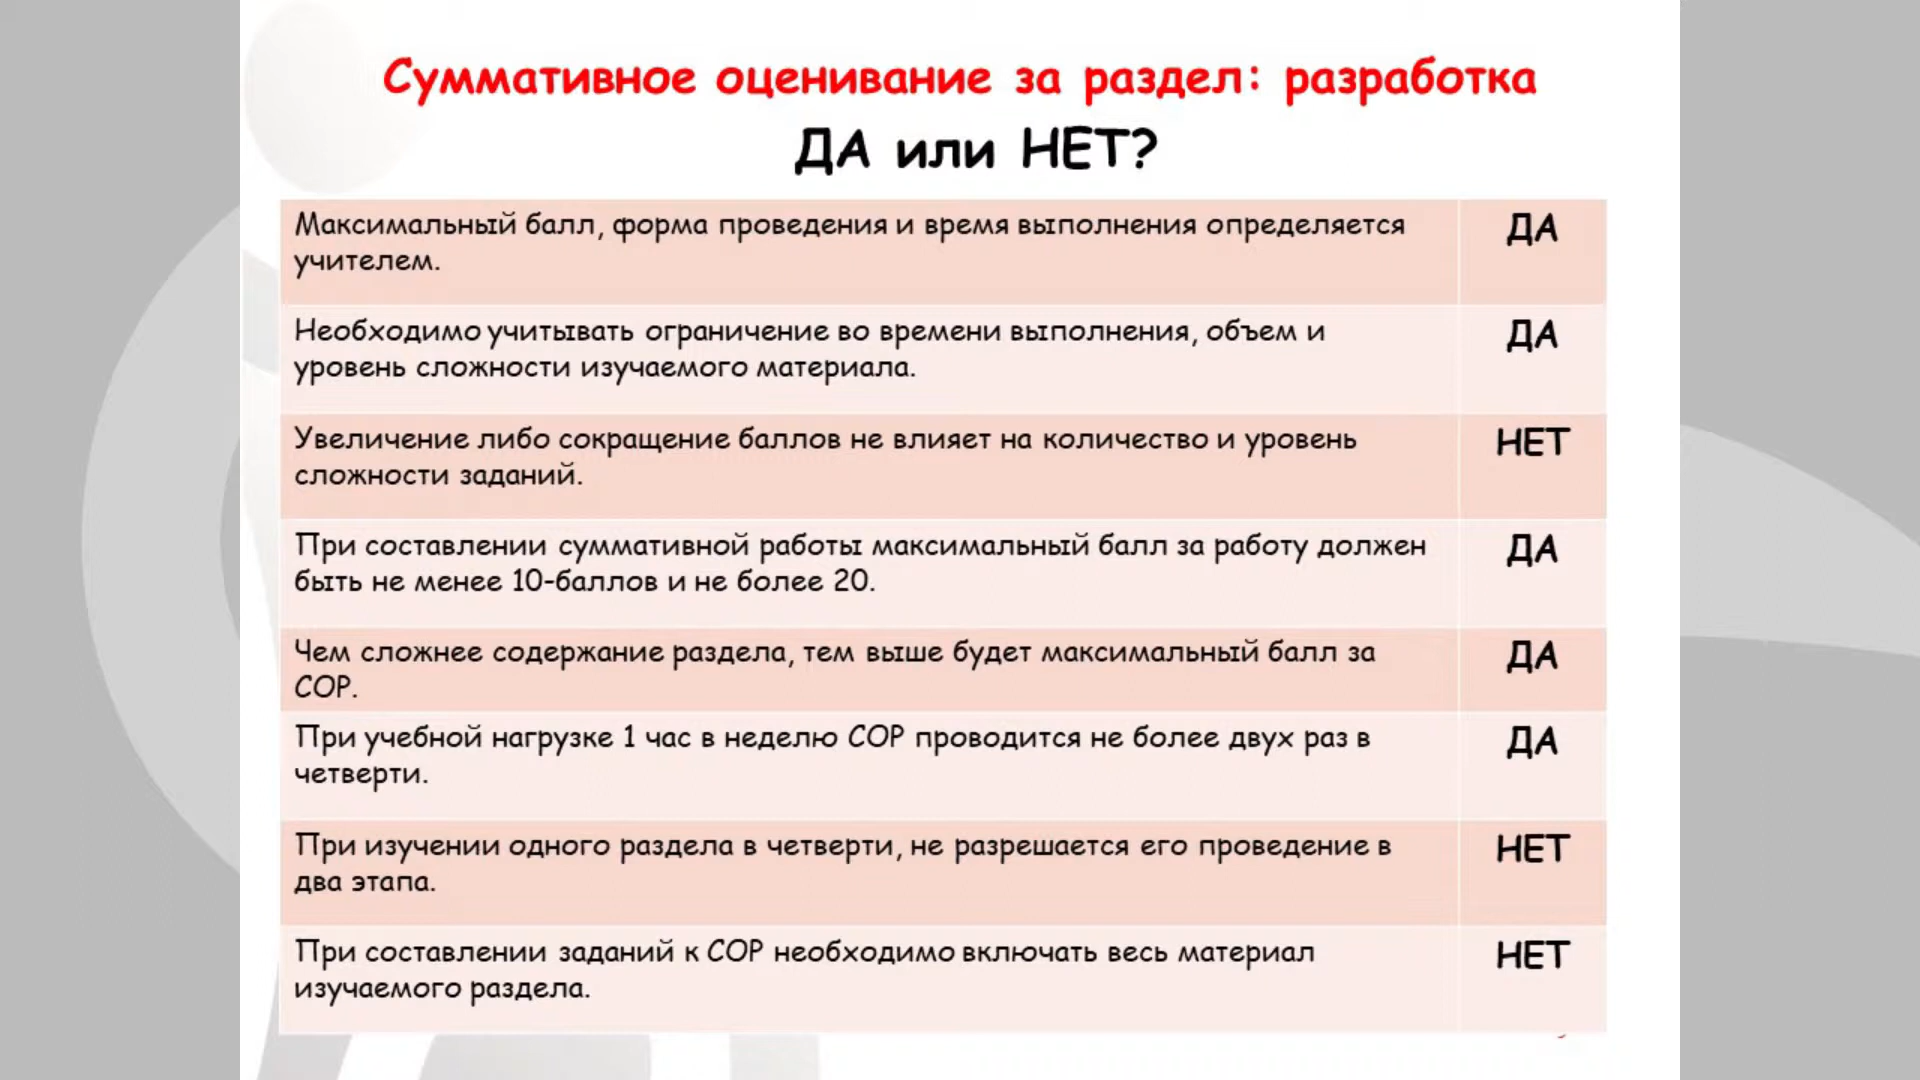 Суммативное оценивание за раздел: разработка
ДА или НЕТ?
Максимальный балл, форма проведения и время выполнения определяется
учителем.
ДА
Необходимо учитывать ограничение во времени выполнения, объем и
уровень сложности изучаемого материала.
ДА
Увеличение либо сокращение баллов не влияет на количество и уровень
сложности заданий.
НЕТ
При составлении суммативной работы максимальный балл за работу должен
быть не менее 10-баллов и не более 20.
ДА
Чем сложнее содержание раздела, тем выше будет максимальный балл за
СОР.
ДА
При учебной нагрузке 1 час в неделю СОР проводится не более двух раз в
четверти.
ДА
При изучении одного раздела в четверти, не разрешается его проведение в
два этапа.
НЕТ
При составлении заданий к СОР необходимо включать весь материал
изучаемого раздела.
НЕТ